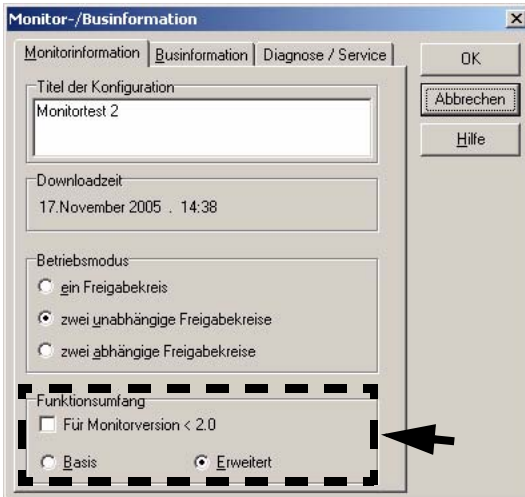 Monitor-/Businformation
Monitorinformation Businformation Diagnose / Service
OK
Abbrechen
Hilfe
Titel der Konfiguration
Monitortest 2
Downloadzeit
17.November 2005 . 14:38
Betriebsmodus
ein Freigabekreis
zwei unabhängige Freigabekreise
zwei abhängige Freigabekreise
Funktionsumfang
Für Monitorversion < 2.0
Basis Erweitert